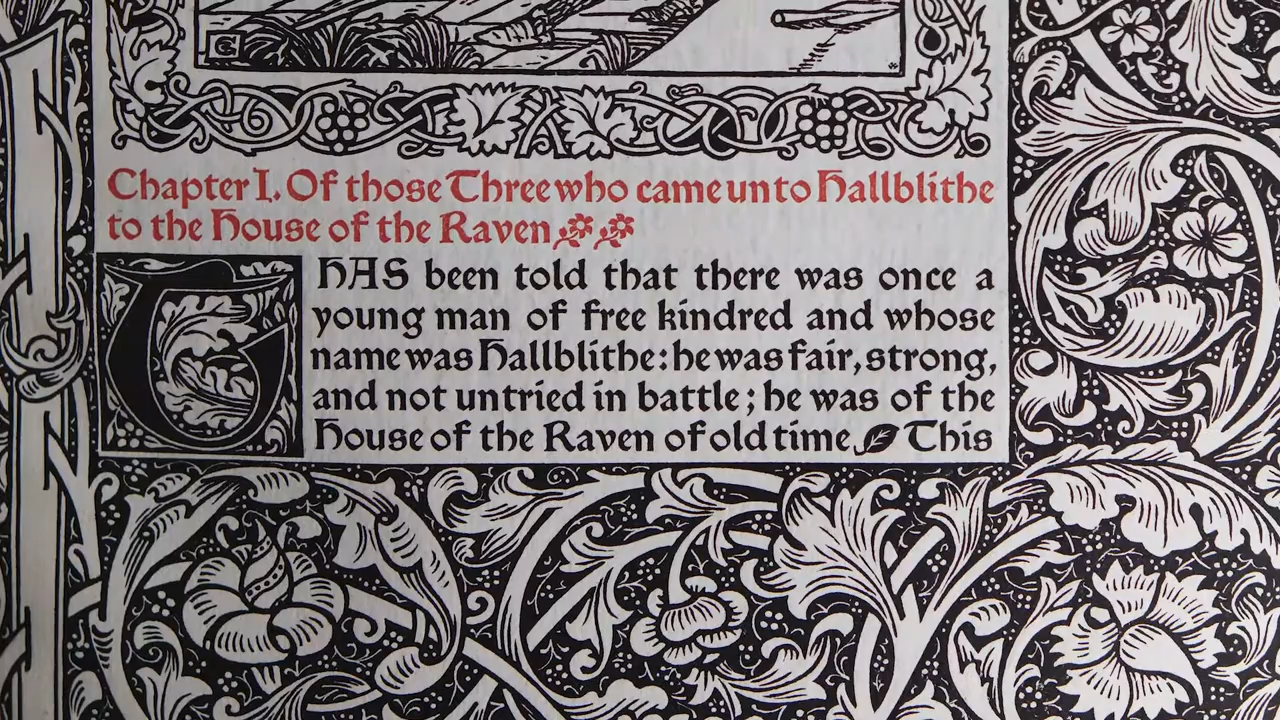 Chapter I. Of those Three who came unto Hallblithe
to the House of the Raven
IT HAS been told that there was once a
young man of free kindred and whose
name was Hallblithe: he was fair, strong,
and not untried in battle; he was of the
House of the Raven of old time. This